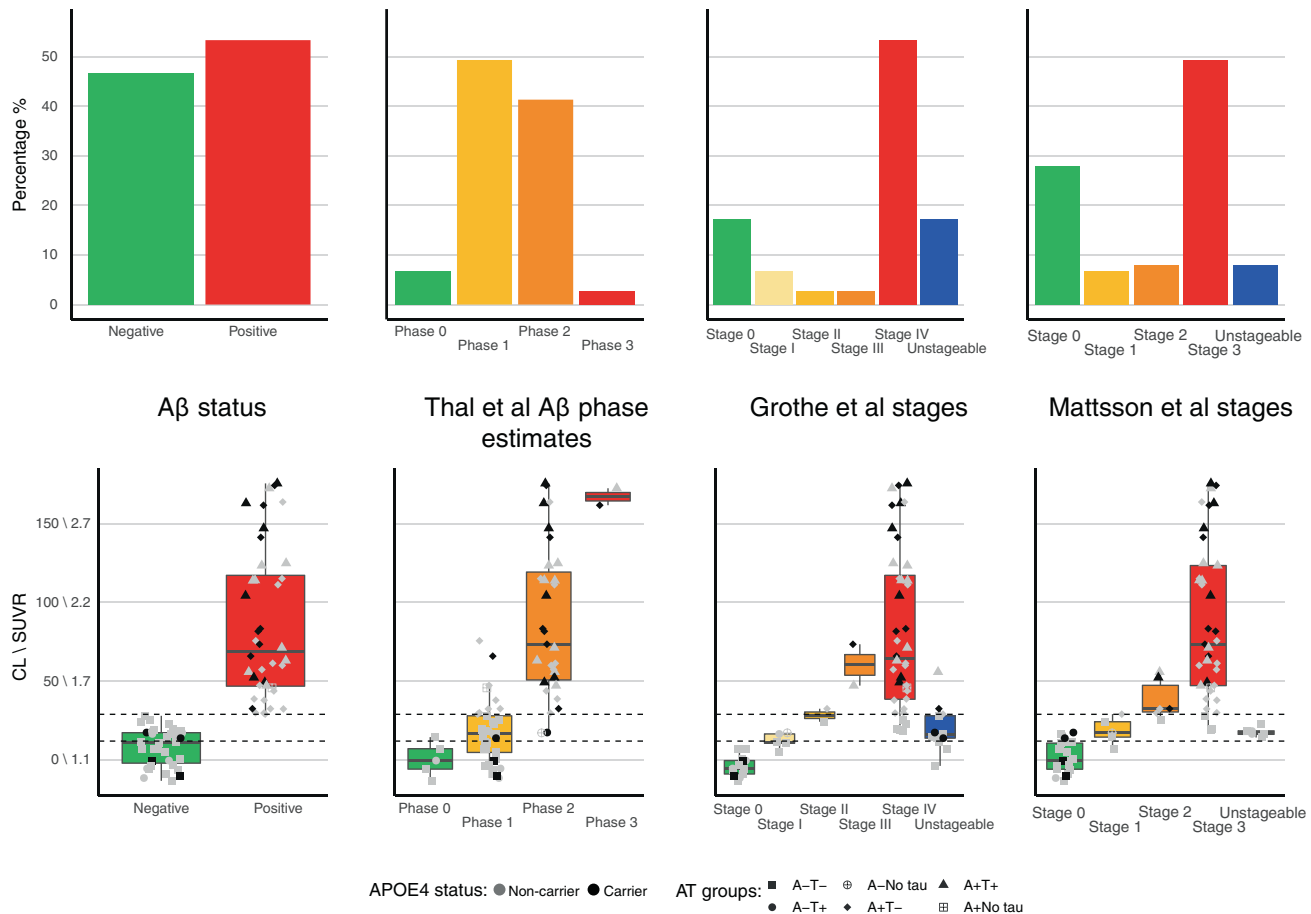 Percentage %
50
40
30
20
10
0
Negative
Positive
Phase 0
Phase 1
Phase 2
Phase 3
Stage 0
Stage I
Stage II
Stage III
Stage IV
Unstageable
Stage 0
Stage 1
Stage 2
Stage 3
Unstageable
Aβ status
Thal et al Aβ phase
estimates
Grothe et al stages
Mattsson et al stages
CL \ SUVR
150 \ 2.7
100 \ 2.2
50 \ 1.7
0 \ 1.1
Negative
Positive
Phase 0
Phase 1
Phase 2
Phase 3
Stage 0
Stage I
Stage II
Stage III
Stage IV
Unstageable
Stage 0
Stage 1
Stage 2
Stage 3
Unstageable
APOE4 status: Non−carrier Carrier
AT groups: A−T− A−No tau A+T+
A−T+ A+T− A+No tau